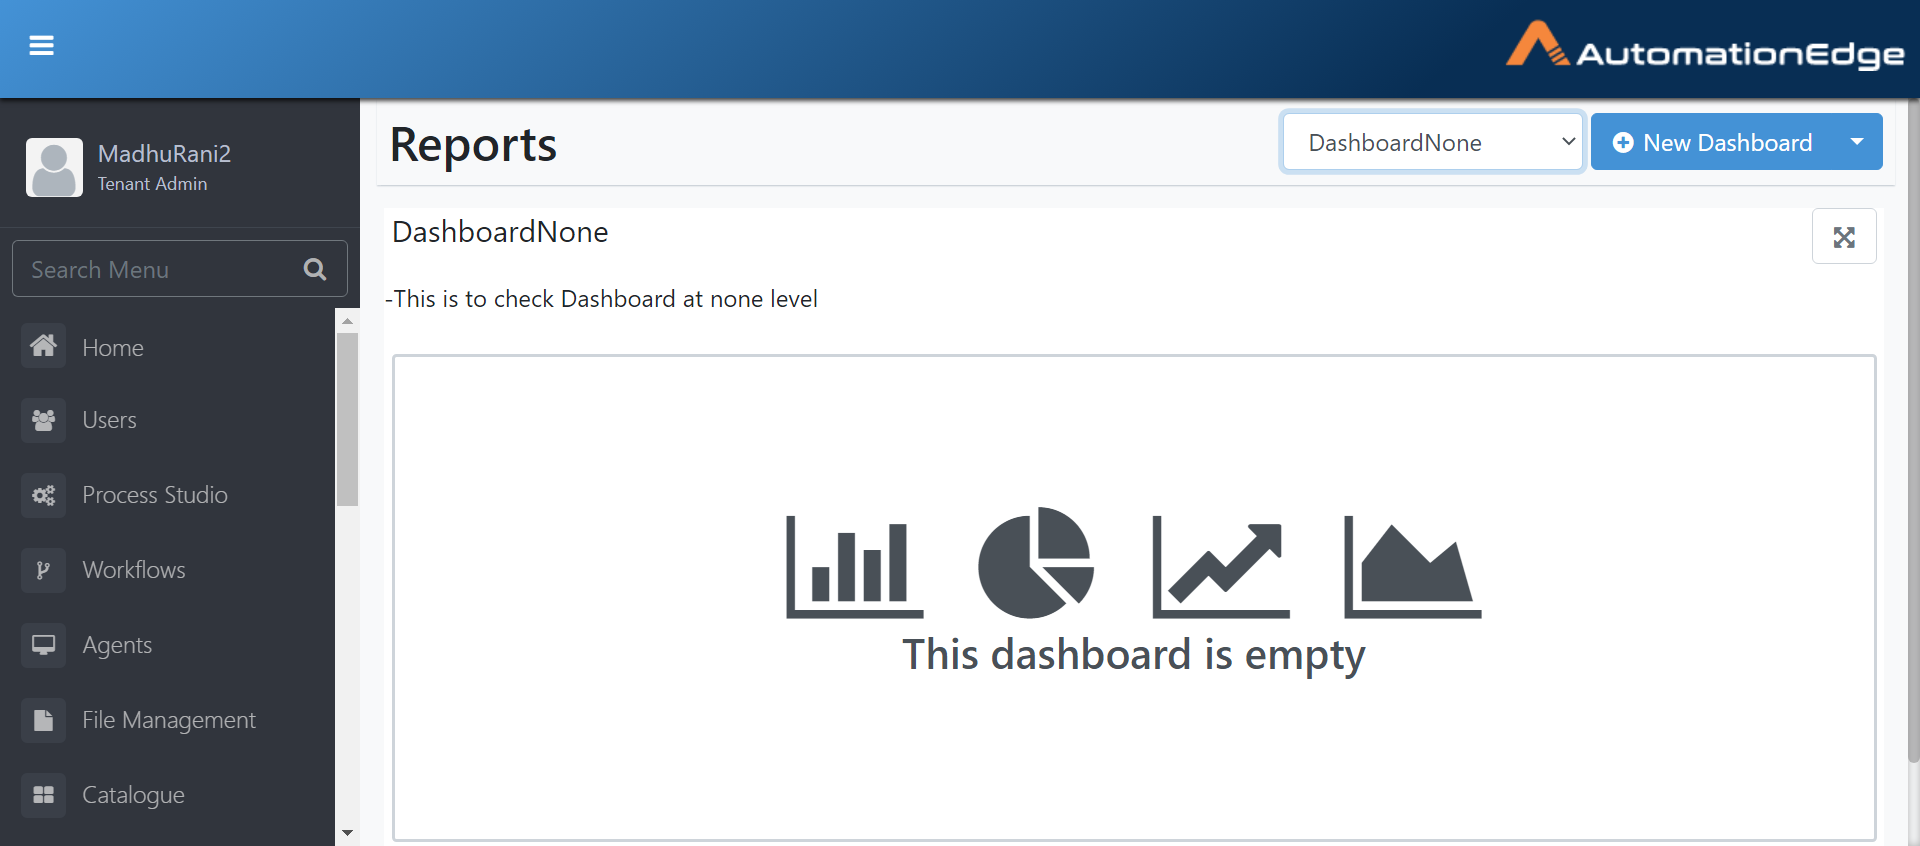 AutomationEdge
MadhuRani2
Tenant Admin
Search Menu
Home
Users
Process Studio
Workflows
Agents
File Management
Catalogue
Reports
DashboardNone
New Dashboard
DashboardNone
-This is to check Dashboard at none level
This dashboard is empty